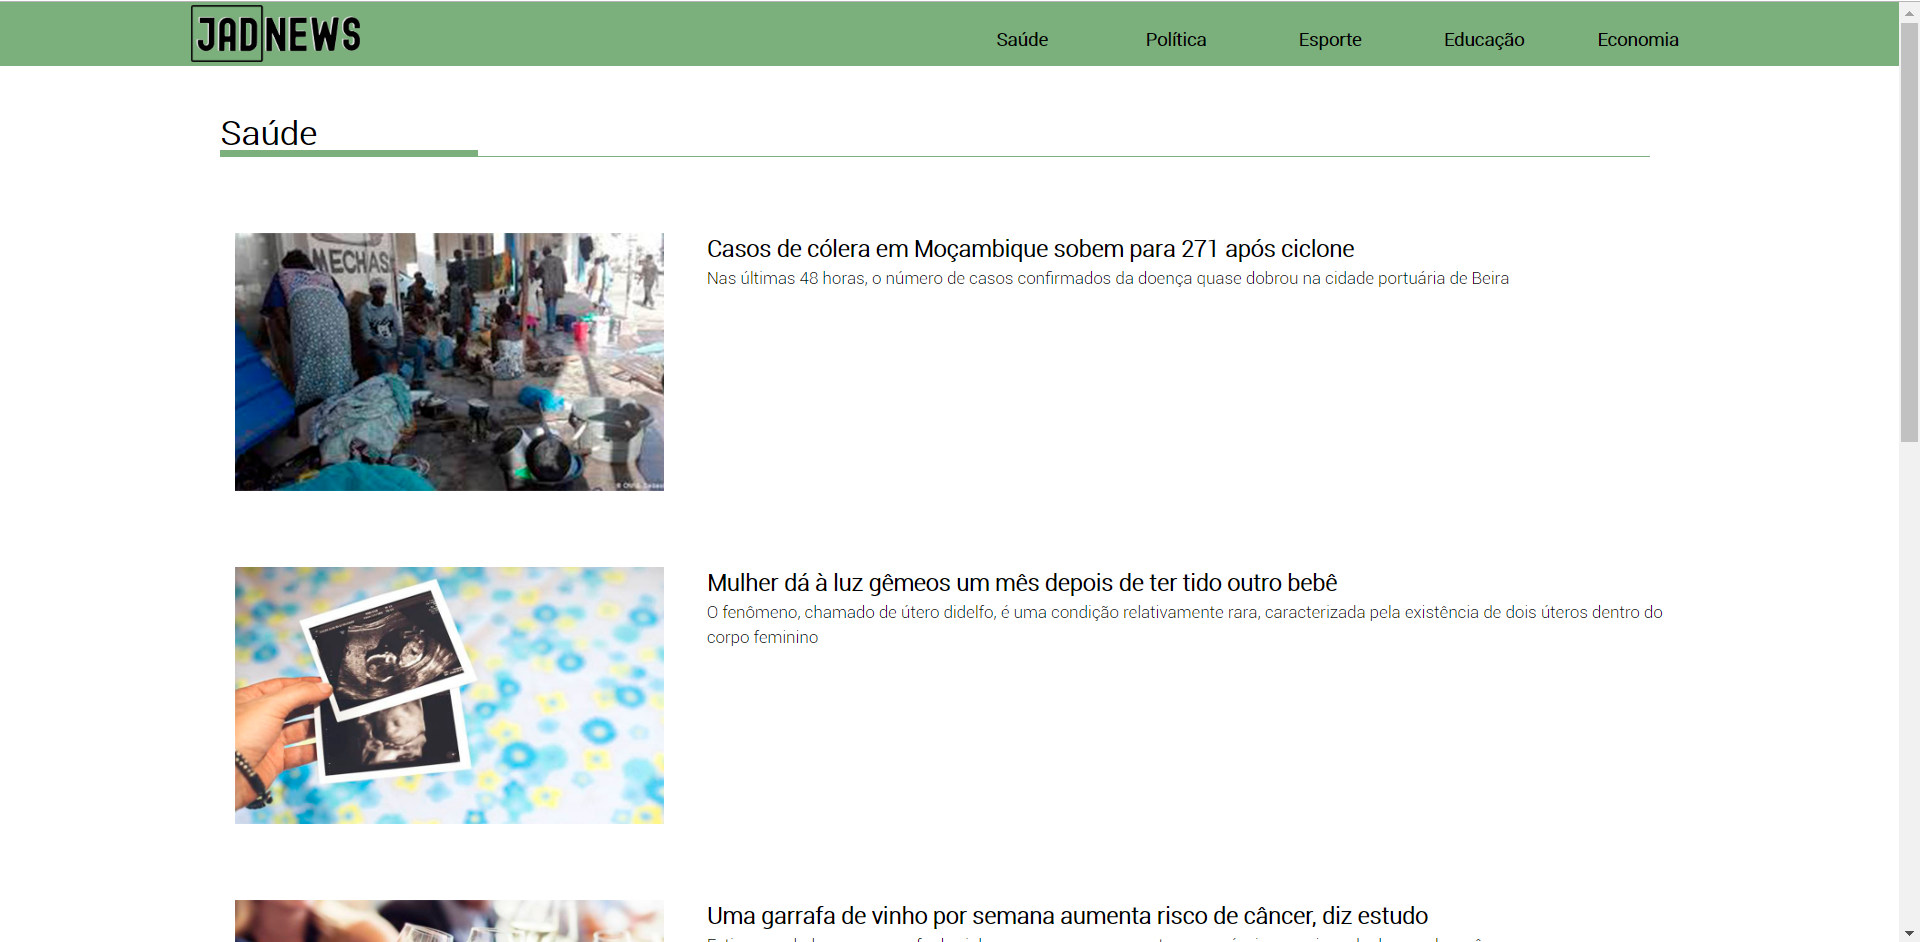 JADNEWS
Saúde
Política
Esporte
Educação
Economia
Saúde
MECHAS
Casos de cólera em Moçambique sobem para 271 após ciclone
Nas últimas 48 horas, o número de casos confirmados da doença quase dobrou na cidade portuária de Beira
Mulher dá à luz gêmeos um mês depois de ter tido outro bebê
O fenômeno, chamado de útero didelfo, é uma condição relativamente rara, caracterizada pela existência de dois úteros dentro do
corpo feminino
Uma garrafa de vinho por semana aumenta risco de câncer, diz estudo